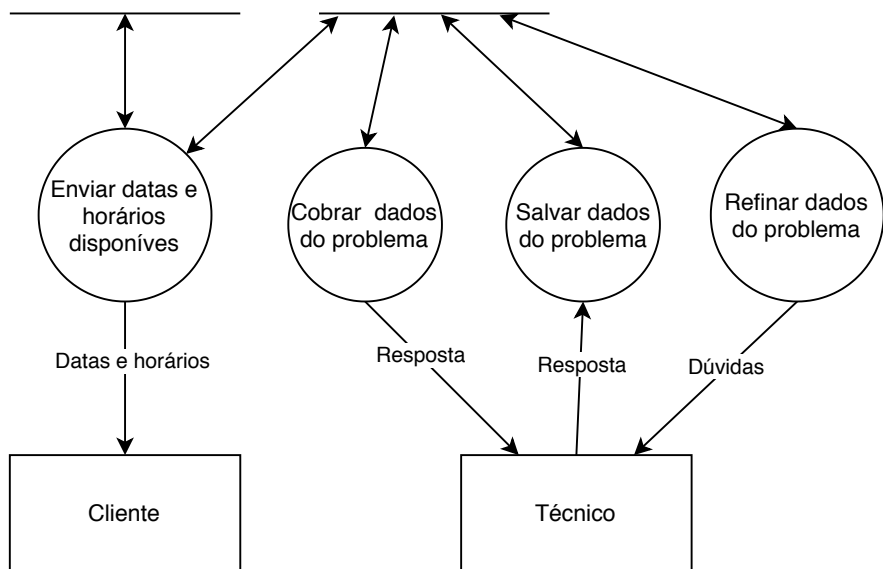 Enviar datas e
horários
disponíves
Cobrar dados
do problema
Salvar dados
do problema
Refinar dados
do problema
Datas e horários
Resposta
Resposta
Dúvidas
Cliente
Técnico